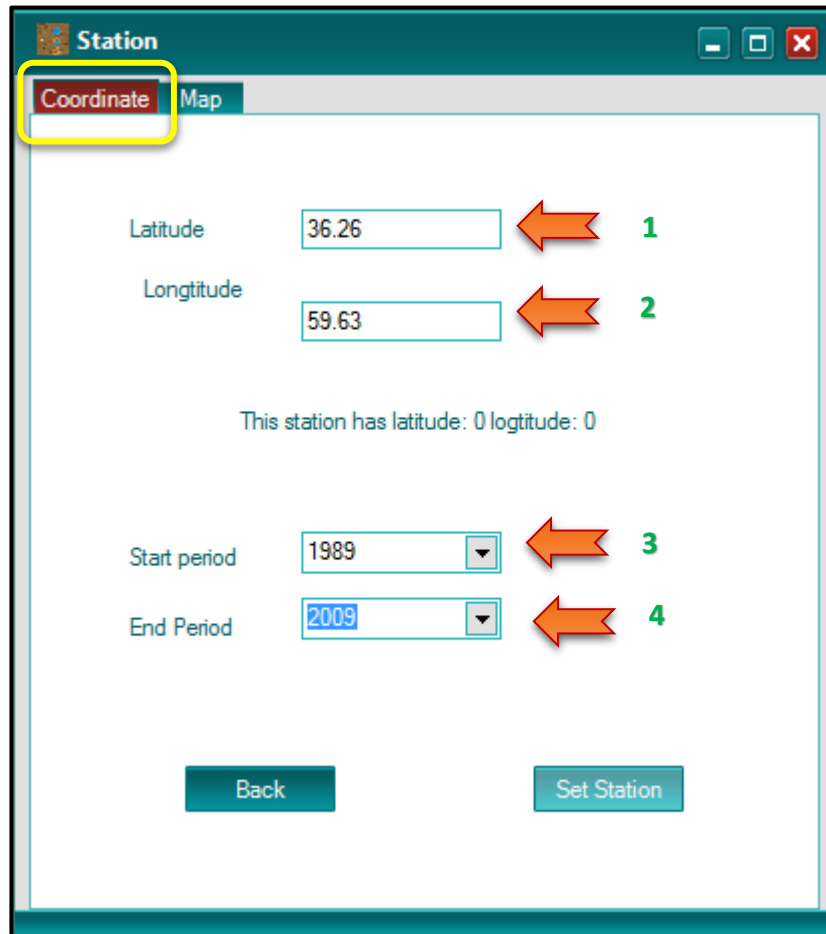 Station
Coordinate Map
Latitude 36.26 1
Longtitude
59.63 2
This station has latitude: 0 logtitude: 0
Start period 1989 3
End Period 2009 4
Back Set Station